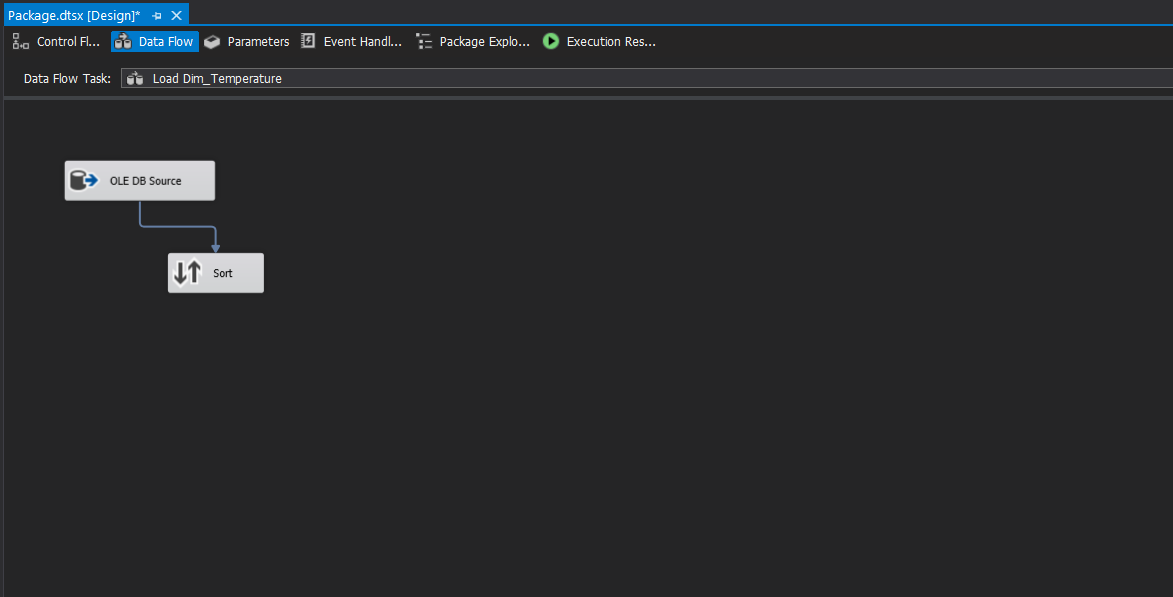 Package.dtsx [Design]*
Control Fl... Data Flow Parameters Event Handl... Package Explo... Execution Res...
Data Flow Task: Load Dim_Temperature
OLE DB Source
Sort